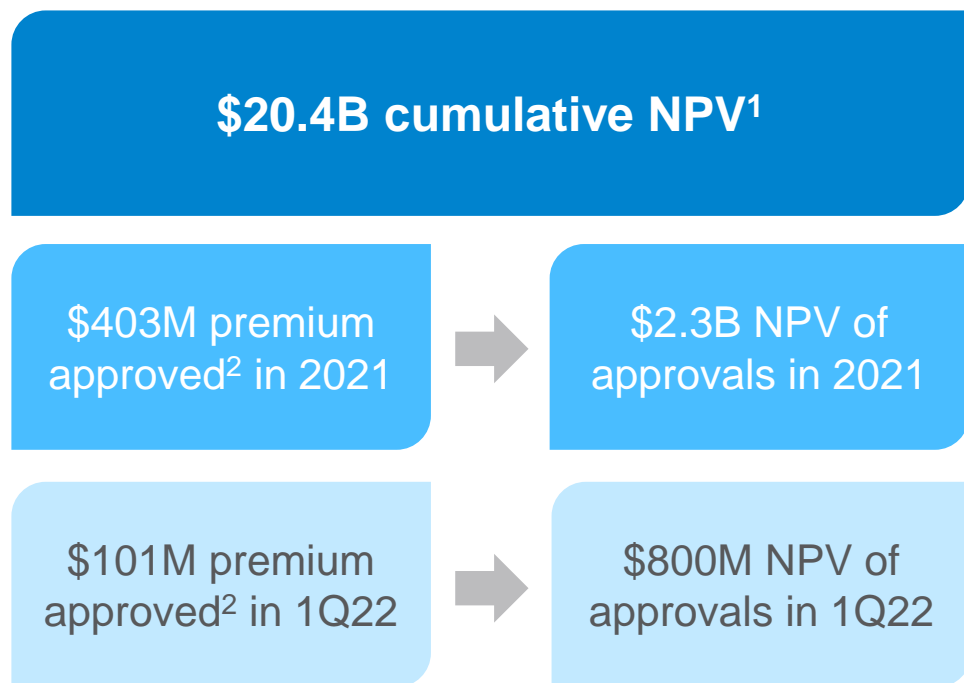 $20.4B cumulative NPV¹
$403M premium
approved² in 2021
$2.3B NPV of
approvals in 2021
$101M premium
approved² in 1Q22
$800M NPV of
approvals in 1Q22